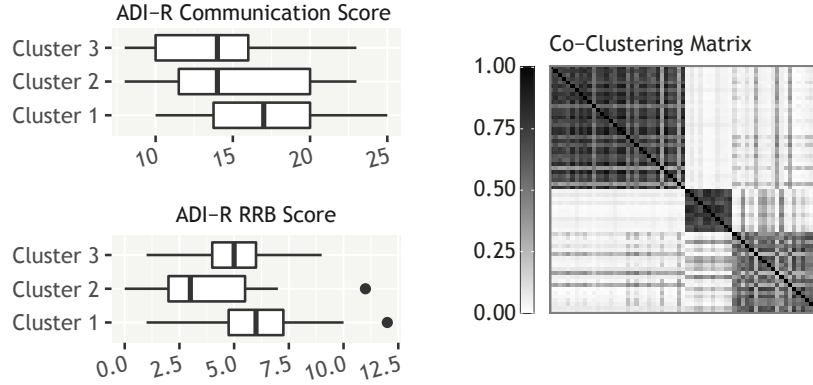 ADI-R Communication Score
Cluster 3
Cluster 2
Cluster 1
10 15 20 25
ADI-R RRB Score
Cluster 3
Cluster 2
Cluster 1
0.0 2.5 5.0 7.5 10.0 12.5
Co-Clustering Matrix
1.00
0.75
0.50
0.25
0.00